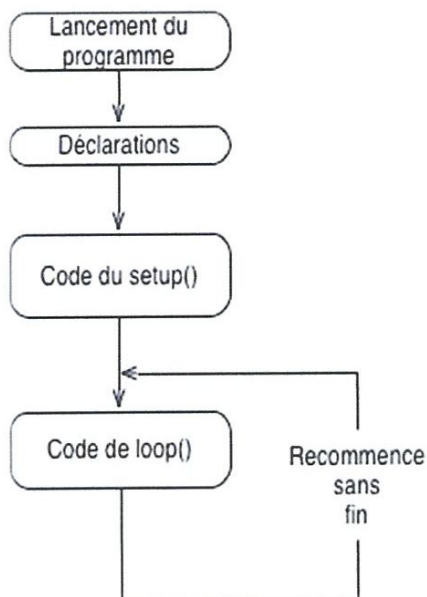 Lancement du
programme
Déclarations
Code du setup()
Code de loop()
Recommence
sans
fin